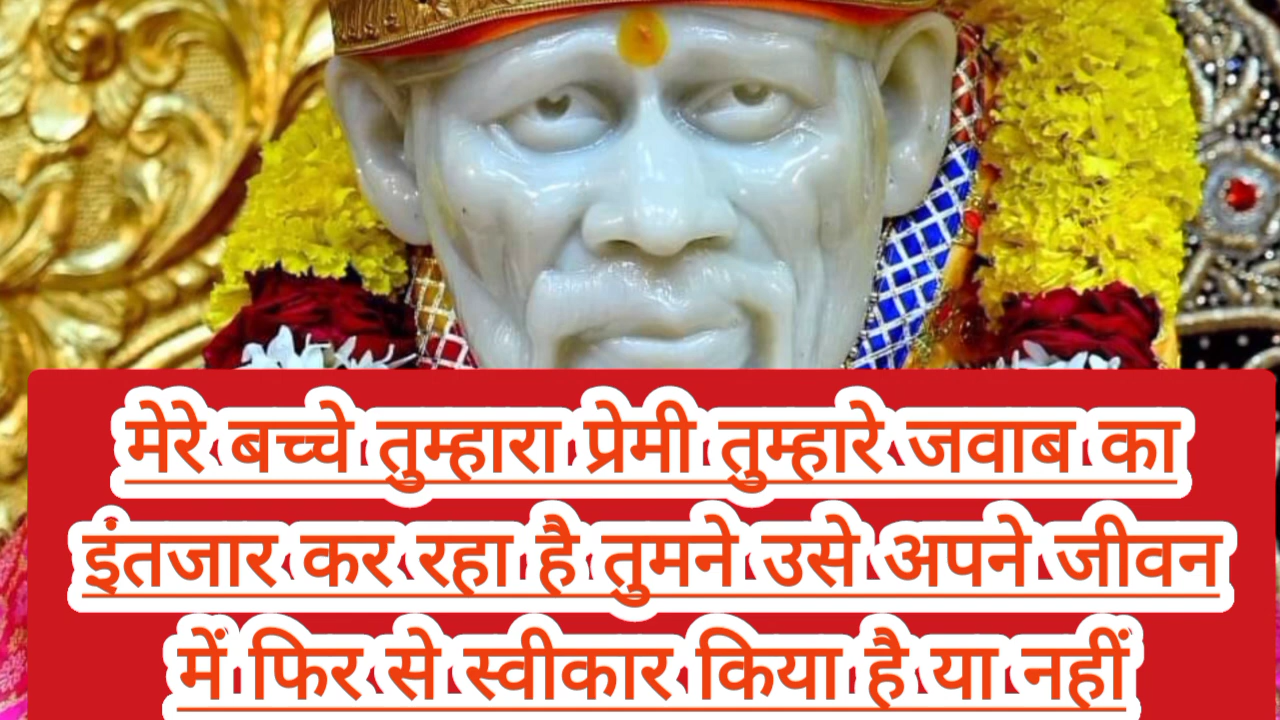 मेरे बच्चे तुम्हारा प्रेमी तुम्हारे जवाब का
इंतजार कर रहा है तुमने उसे अपने जीवन
में फिर से स्वीकार किया है या नहीं